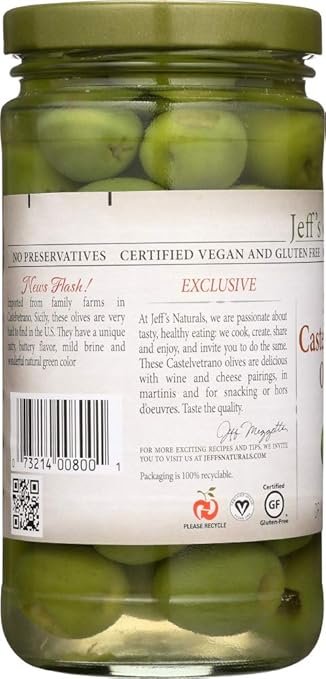 Jeff's
NO PRESERVATIVES CERTIFIED VEGAN AND GLUTEN FREE
News Flash!
Imported from family farms in
Castelvetrano, Sicily, these olives are very
hard to find in the U.S. They have a unique
buttery flavor, mild brine and
wonderful natural green color
0 73214 00800 1
EXCLUSIVE
At Jeff's Naturals, we are passionate about
tasty, healthy eating: we cook, create, share
and enjoy, and invite you to do the same.
These Castelvetrano olives are delicious
with wine and cheese pairings, in
martinis and for snacking or hors
d'oeuvres. Taste the quality.
FOR MORE EXCITING RECIPES AND TIPS, WE INVITE
YOU TO VISIT US AT JEFFSNATURALS.COM
Packaging is 100% recyclable.
PLEASE RECYCLE
V
Certified
GF
Gluten-Free
Caste